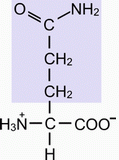 O NH₂
C
CH₂
CH₂
H₃N⁺ C COO⁻
H